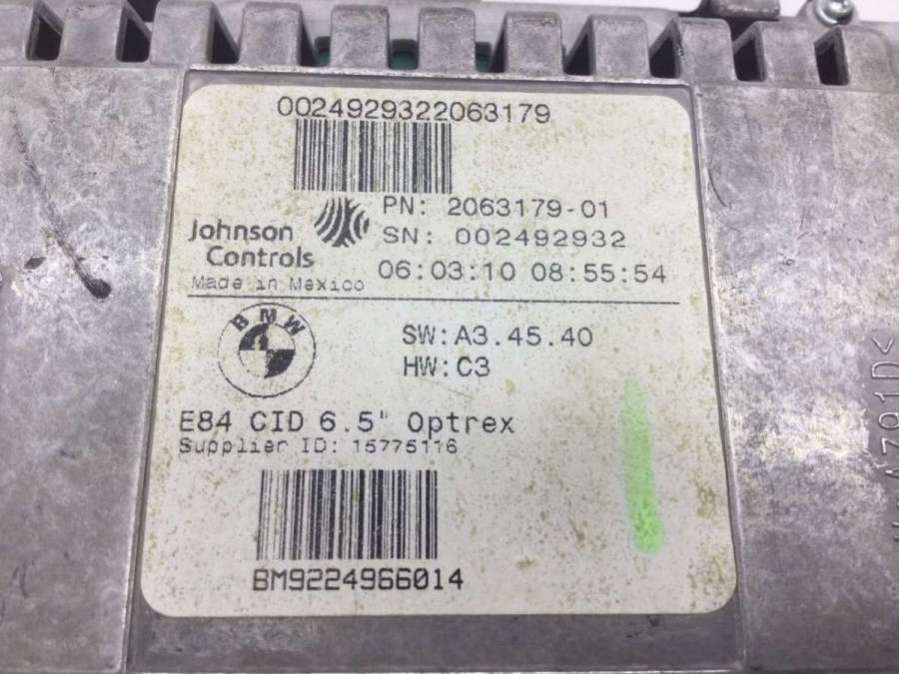 0024929322063179
Johnson
Controls
PN: 2063179-01
SN: 002492932
Made in Mexico
06:03:10 08:55:54
BMW
SW:A3.45.40
HW:C3
E84 CID 6.5" Optrex
Supplier ID: 15775116
BM9224966014